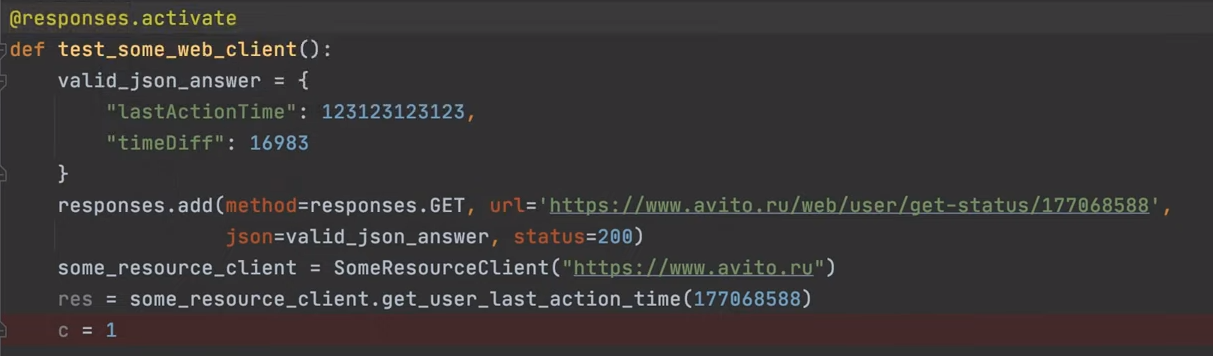 @responses.activate
def test_some_web_client():
    valid_json_answer = {
        "lastActionTime": 123123123123,
        "timeDiff": 16983
    }
    responses.add(method=responses.GET, url='https://www.avito.ru/web/user/get-status/177068588',
                  json=valid_json_answer, status=200)
    some_resource_client = SomeResourceClient("https://www.avito.ru")
    res = some_resource_client.get_user_last_action_time(177068588)
    c = 1